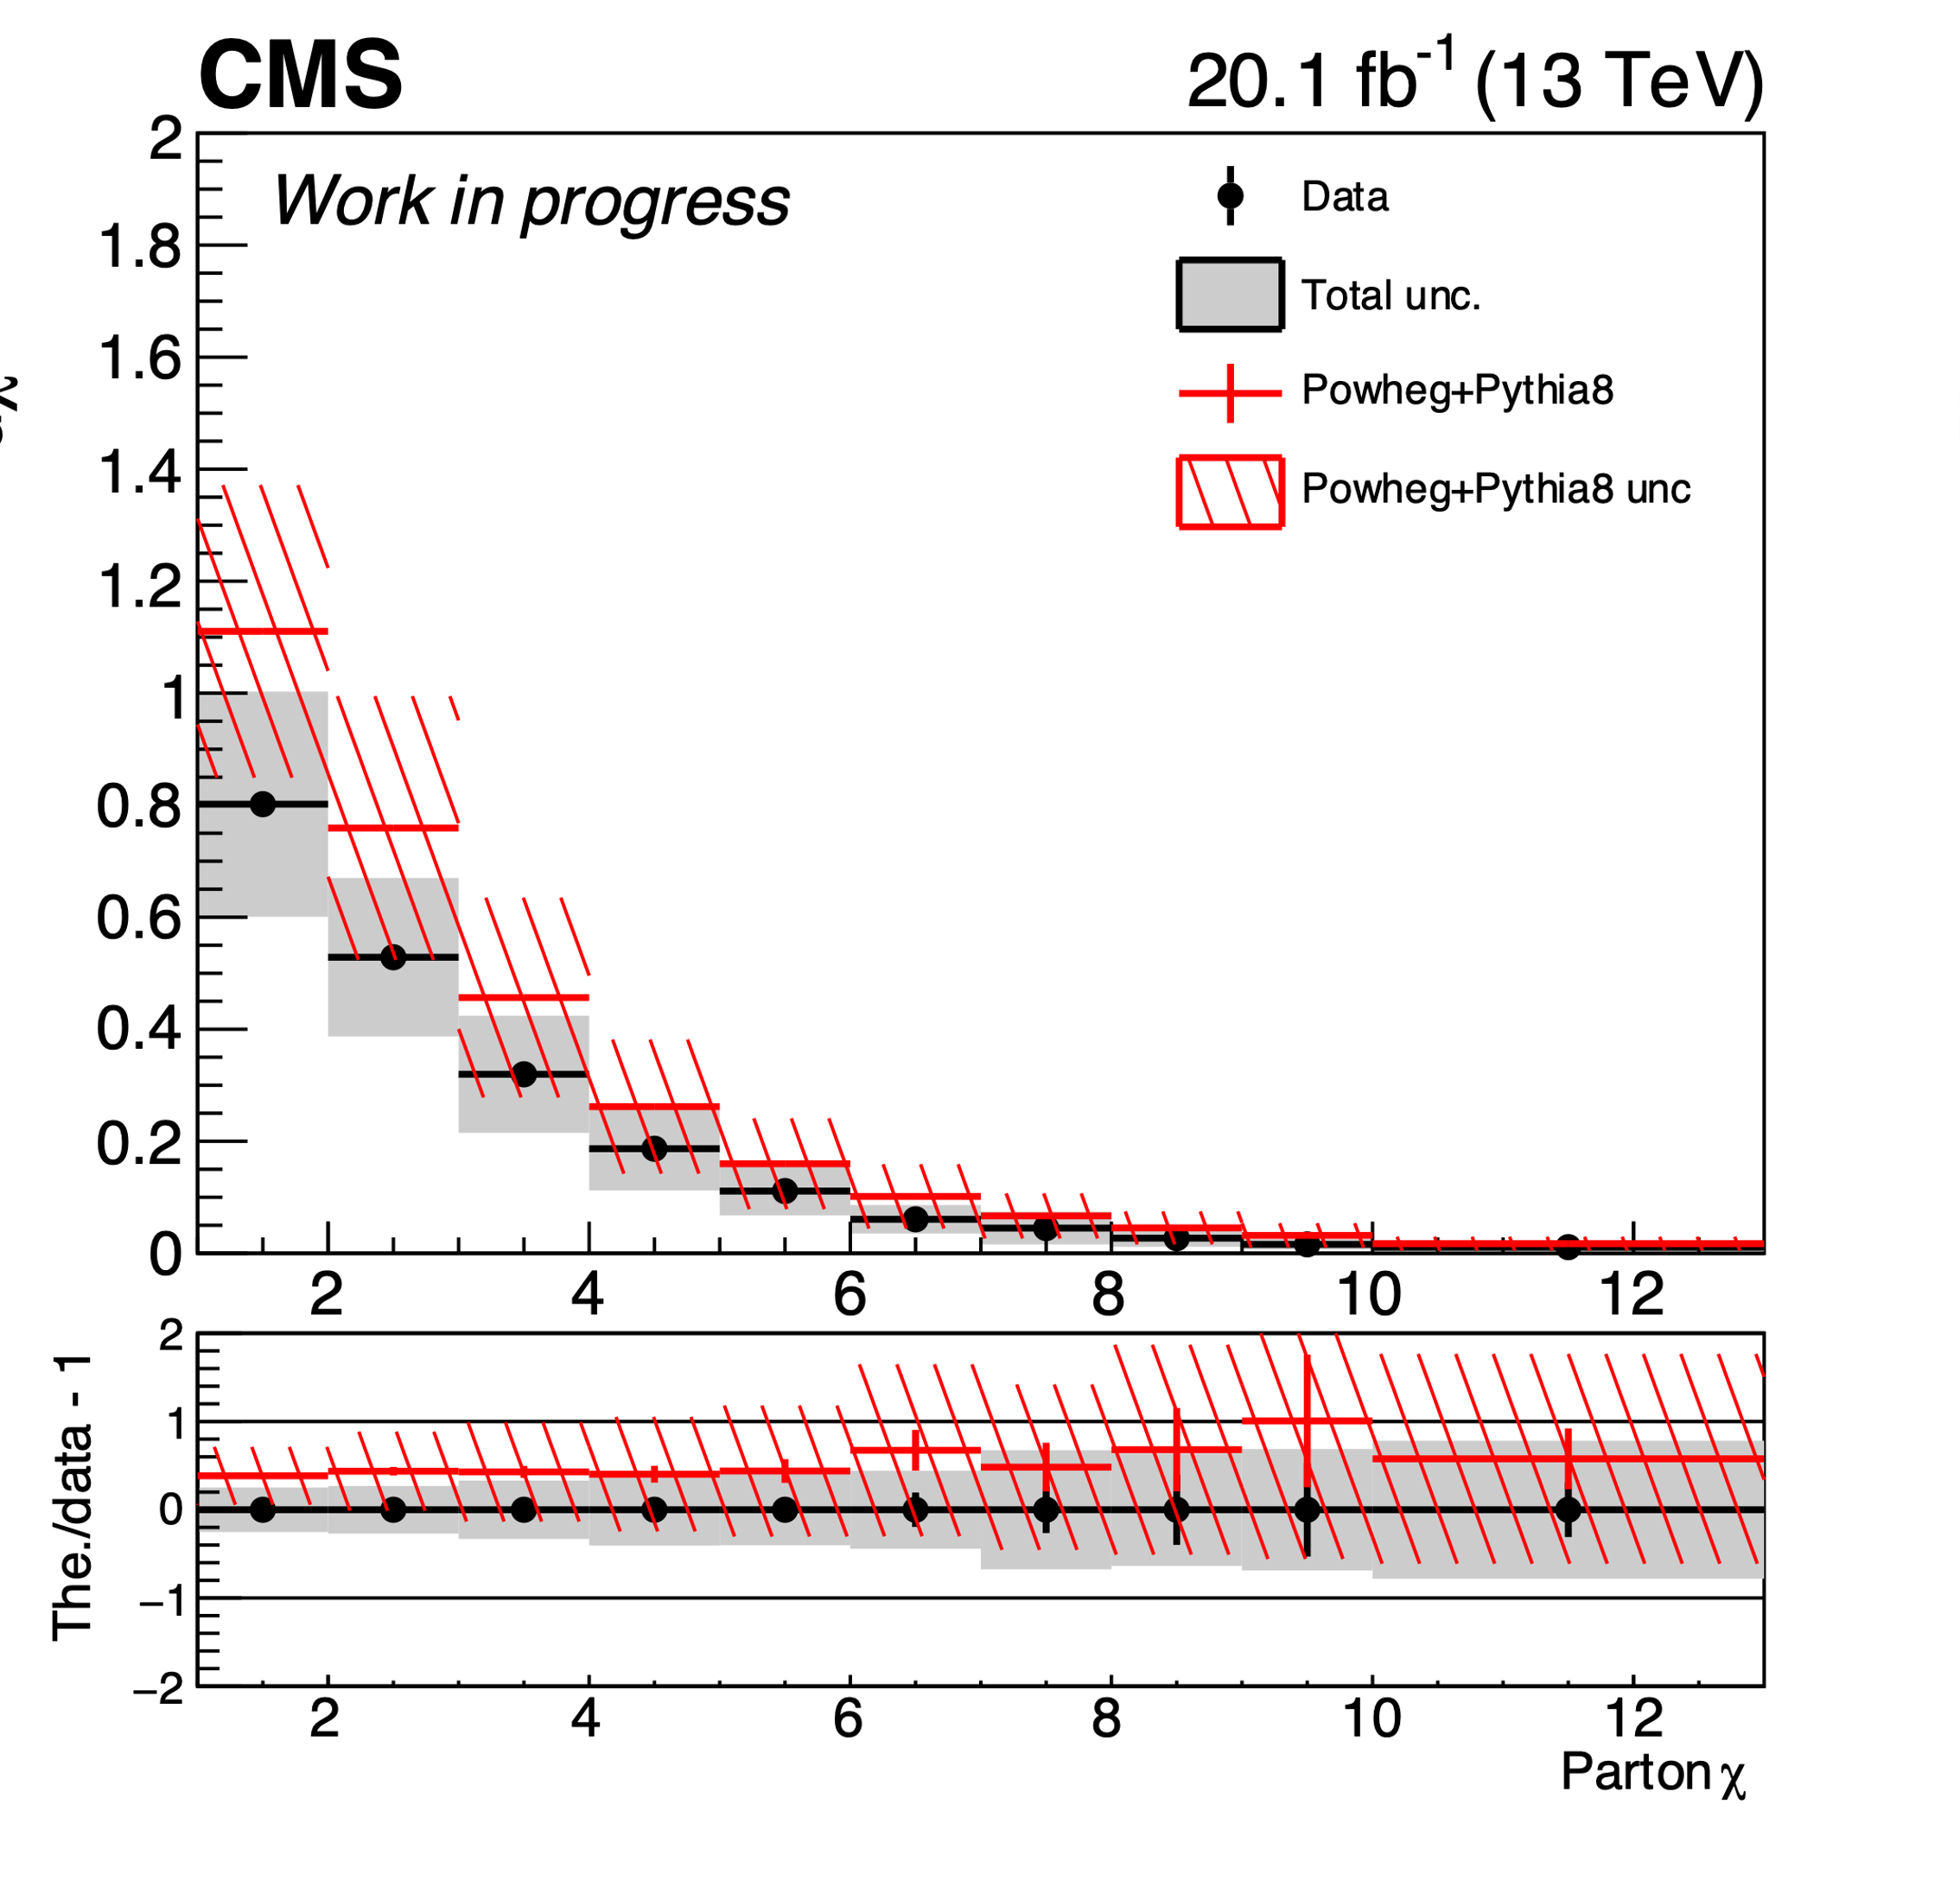 CMS
20.1 fb-1 (13 TeV)
Work in progress
Data
Total unc.
Powheg+Pythia8
Powheg+Pythia8 unc
2
1.8
1.6
1.4
1.2
1
0.8
0.6
0.4
0.2
0
2 4 6 8 10 12
The./data - 1
2
1
0
−1
−2
2 4 6 8 10 12
Parton χ